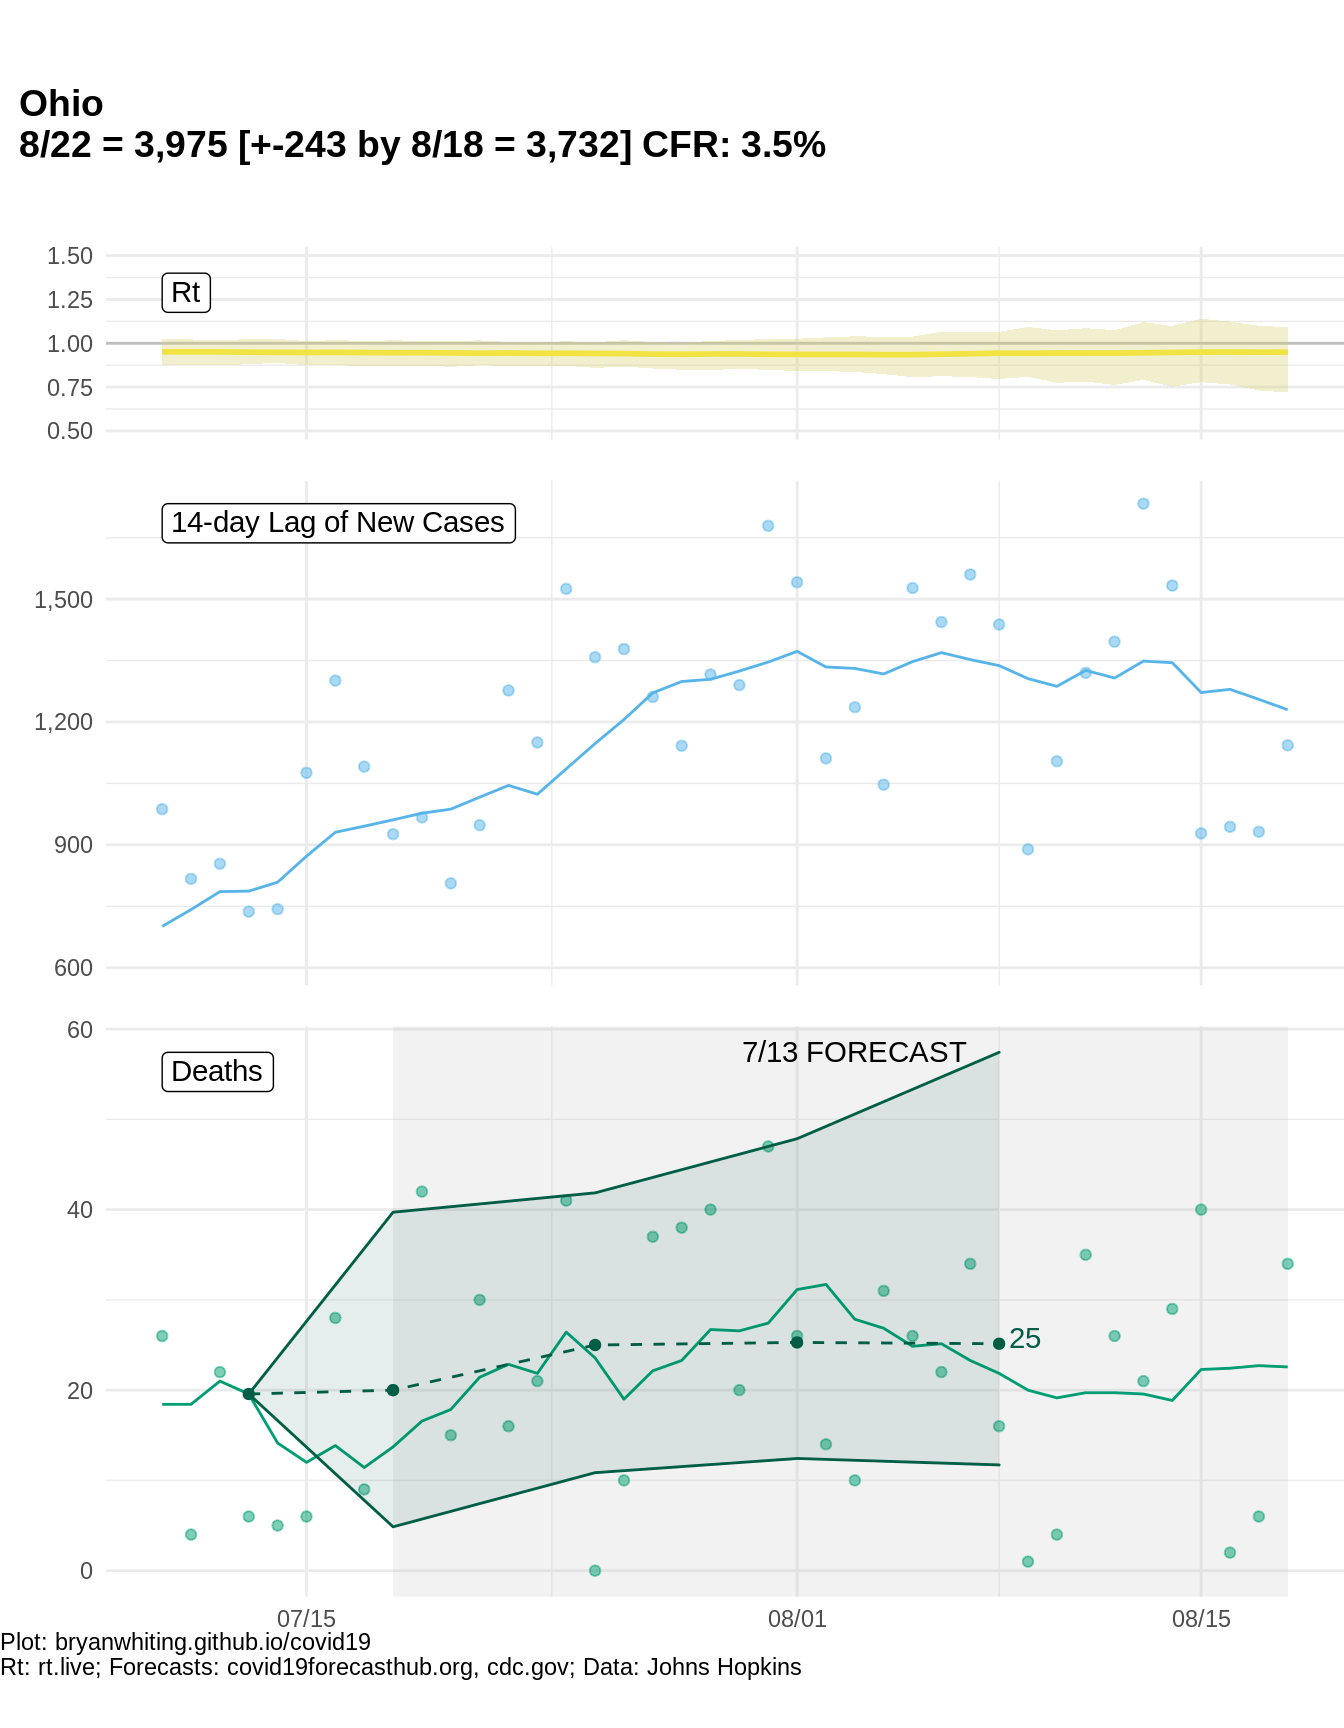 Ohio
8/22 = 3,975 [+-243 by 8/18 = 3,732] CFR: 3.5%
1.50
Rt
1.25
1.00
0.75
0.50
14-day Lag of New Cases
1,500
1,200
900
600
60
7/13 FORECAST
Deaths
40
25
20
0
07/15 08/01 08/15
Plot: bryanwhiting.github.io/covid19
Rt: rt.live; Forecasts: covid19forecasthub.org, cdc.gov; Data: Johns Hopkins